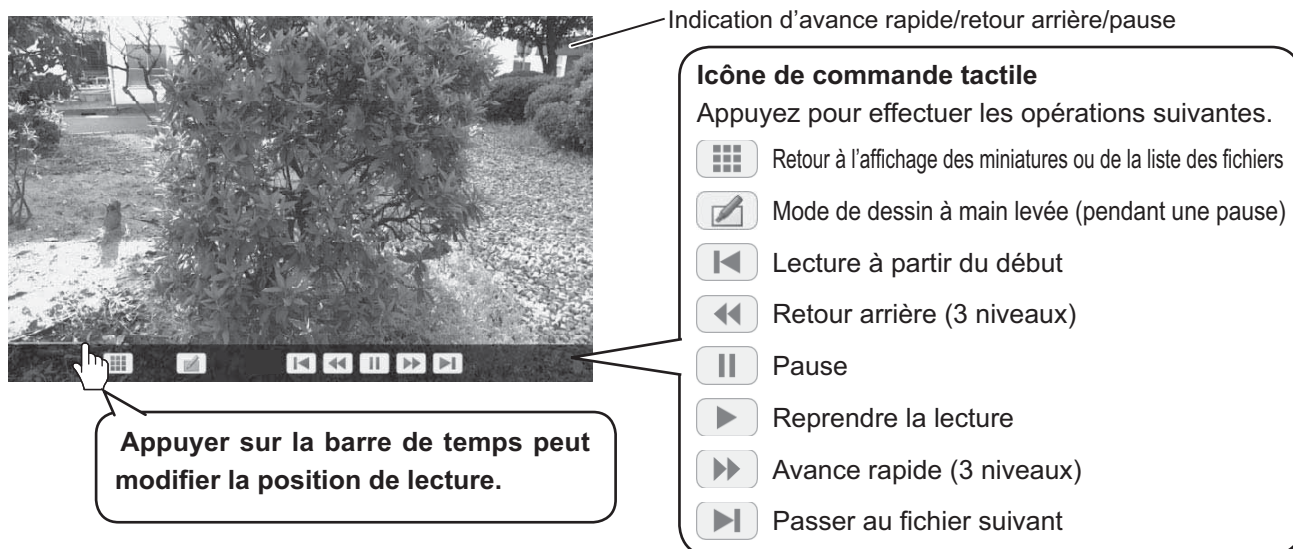 Indication d’avance rapide/retour arrière/pause
Icône de commande tactile
Appuyez pour effectuer les opérations suivantes.
Retour à l’affichage des miniatures ou de la liste des fichiers
Mode de dessin à main levée (pendant une pause)
Lecture à partir du début
Retour arrière (3 niveaux)
Pause
Reprendre la lecture
Avance rapide (3 niveaux)
Passer au fichier suivant
Appuyer sur la barre de temps peut
modifier la position de lecture.